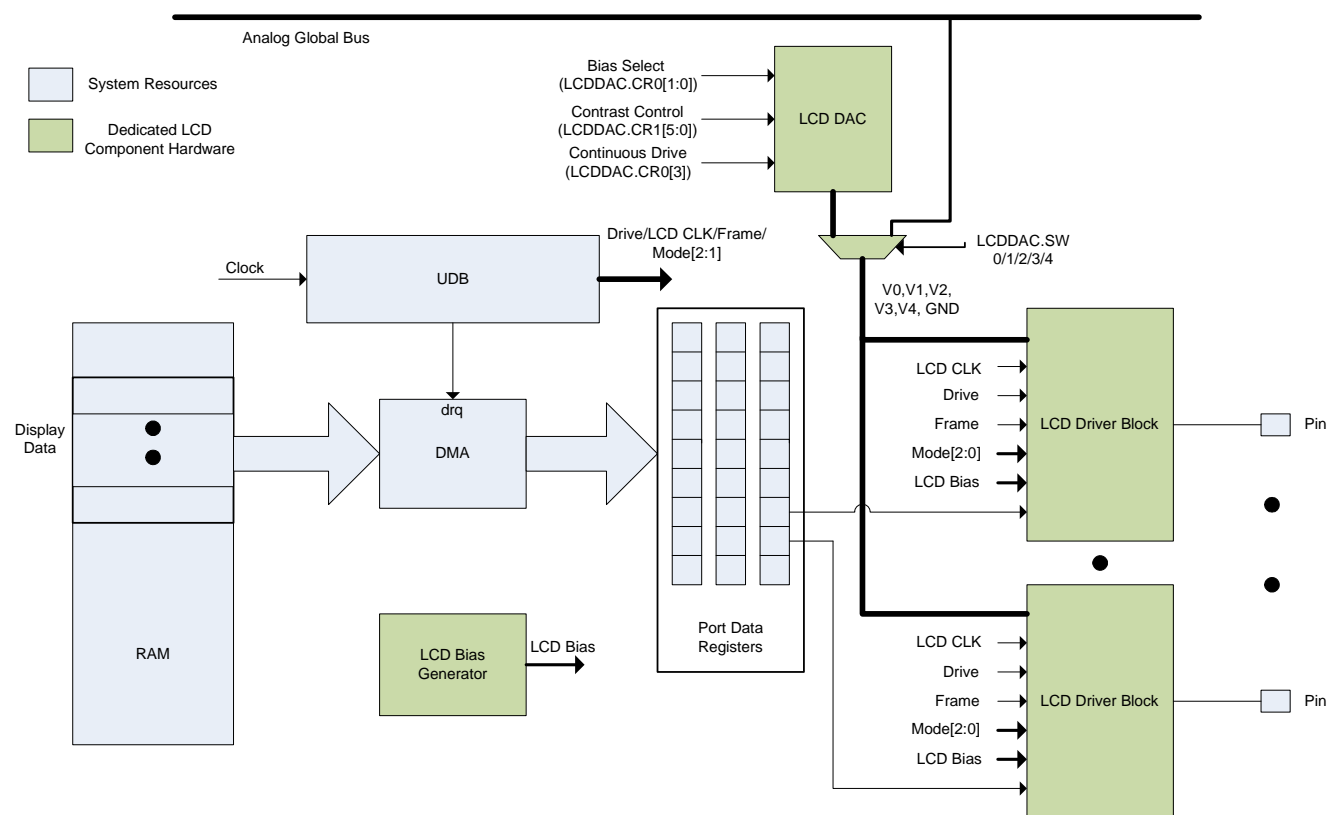 Analog Global Bus
System Resources
Dedicated LCD
Component Hardware
Bias Select
(LCDDAC.CR0[1:0])
Contrast Control
(LCDDAC.CR1[5:0])
Continuous Drive
(LCDDAC.CR0[3])
LCD DAC
LCDDAC.SW
0/1/2/3/4
Drive/LCD CLK/Frame/
Mode[2:1]
Clock
UDB
V0,V1,V2,
V3,V4, GND
Display
Data
drq
DMA
RAM
LCD Bias
Generator
LCD Bias
Port Data
Registers
LCD CLK
Drive
Frame
Mode[2:0]
LCD Bias
LCD Driver Block
Pin
LCD CLK
Drive
Frame
Mode[2:0]
LCD Bias
LCD Driver Block
Pin